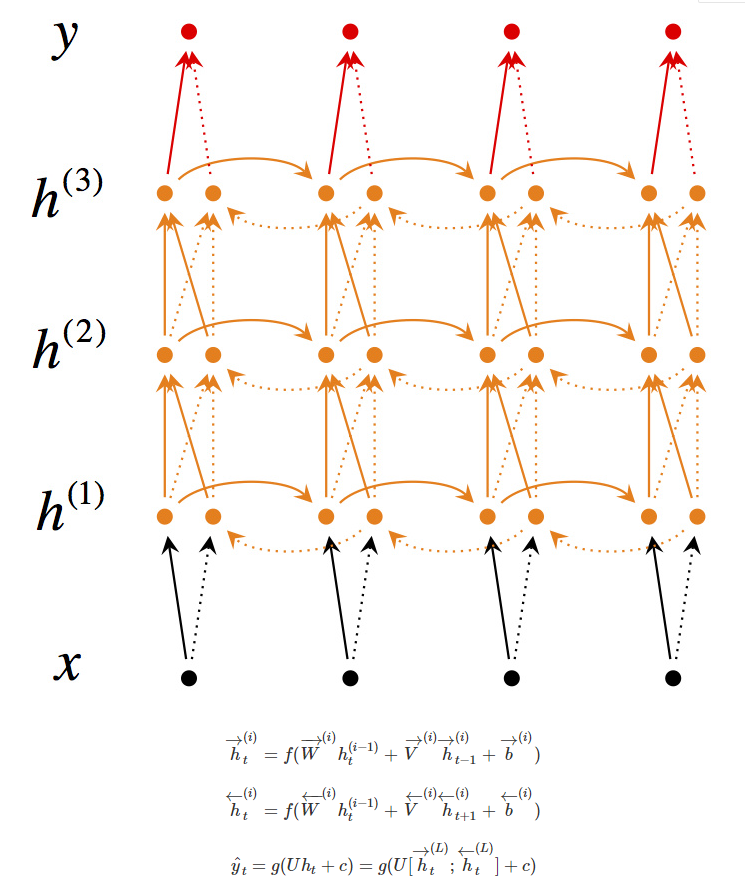 y
h⁽³⁾
h⁽²⁾
h⁽¹⁾
x
$\overrightarrow{h}_t^{(i)} = f(\overrightarrow{W}^{(i)} h_t^{(i-1)} + \overrightarrow{V}^{(i)} \overrightarrow{h}_{t-1}^{(i)} + \overrightarrow{b}^{(i)})$
$\overleftarrow{h}_t^{(i)} = f(\overleftarrow{W}^{(i)} h_t^{(i-1)} + \overleftarrow{V}^{(i)} \overleftarrow{h}_{t+1}^{(i)} + \overleftarrow{b}^{(i)})$
$\hat{y}_t = g(Uh_t + c) = g(U[\overrightarrow{h}_t^{(L)}; \overleftarrow{h}_t^{(L)}] + c)$